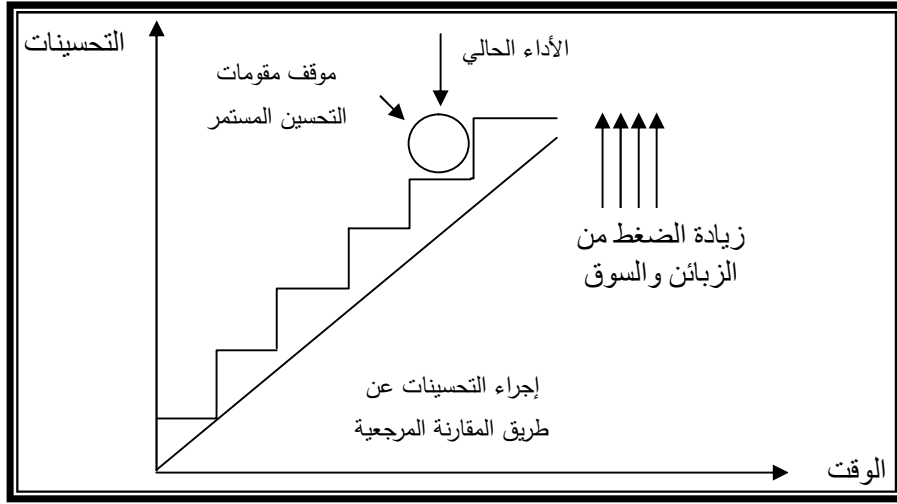 التحسينات
الأداء الحالي
موقف مقومات
التحسين المستمر
زيادة الضغط من
الزبائن والسوق
إجراء التحسينات عن
طريق المقارنة المرجعية
الوقت